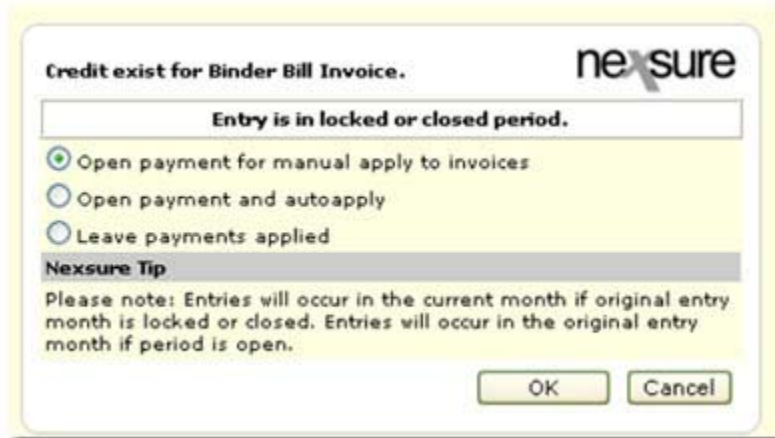 Credit exist for Binder Bill Invoice.
nexsure
Entry is in locked or closed period.
Open payment for manual apply to invoices
Open payment and autoapply
Leave payments applied
Nexsure Tip
Please note: Entries will occur in the current month if original entry
month is locked or closed. Entries will occur in the original entry
month if period is open.
OK
Cancel